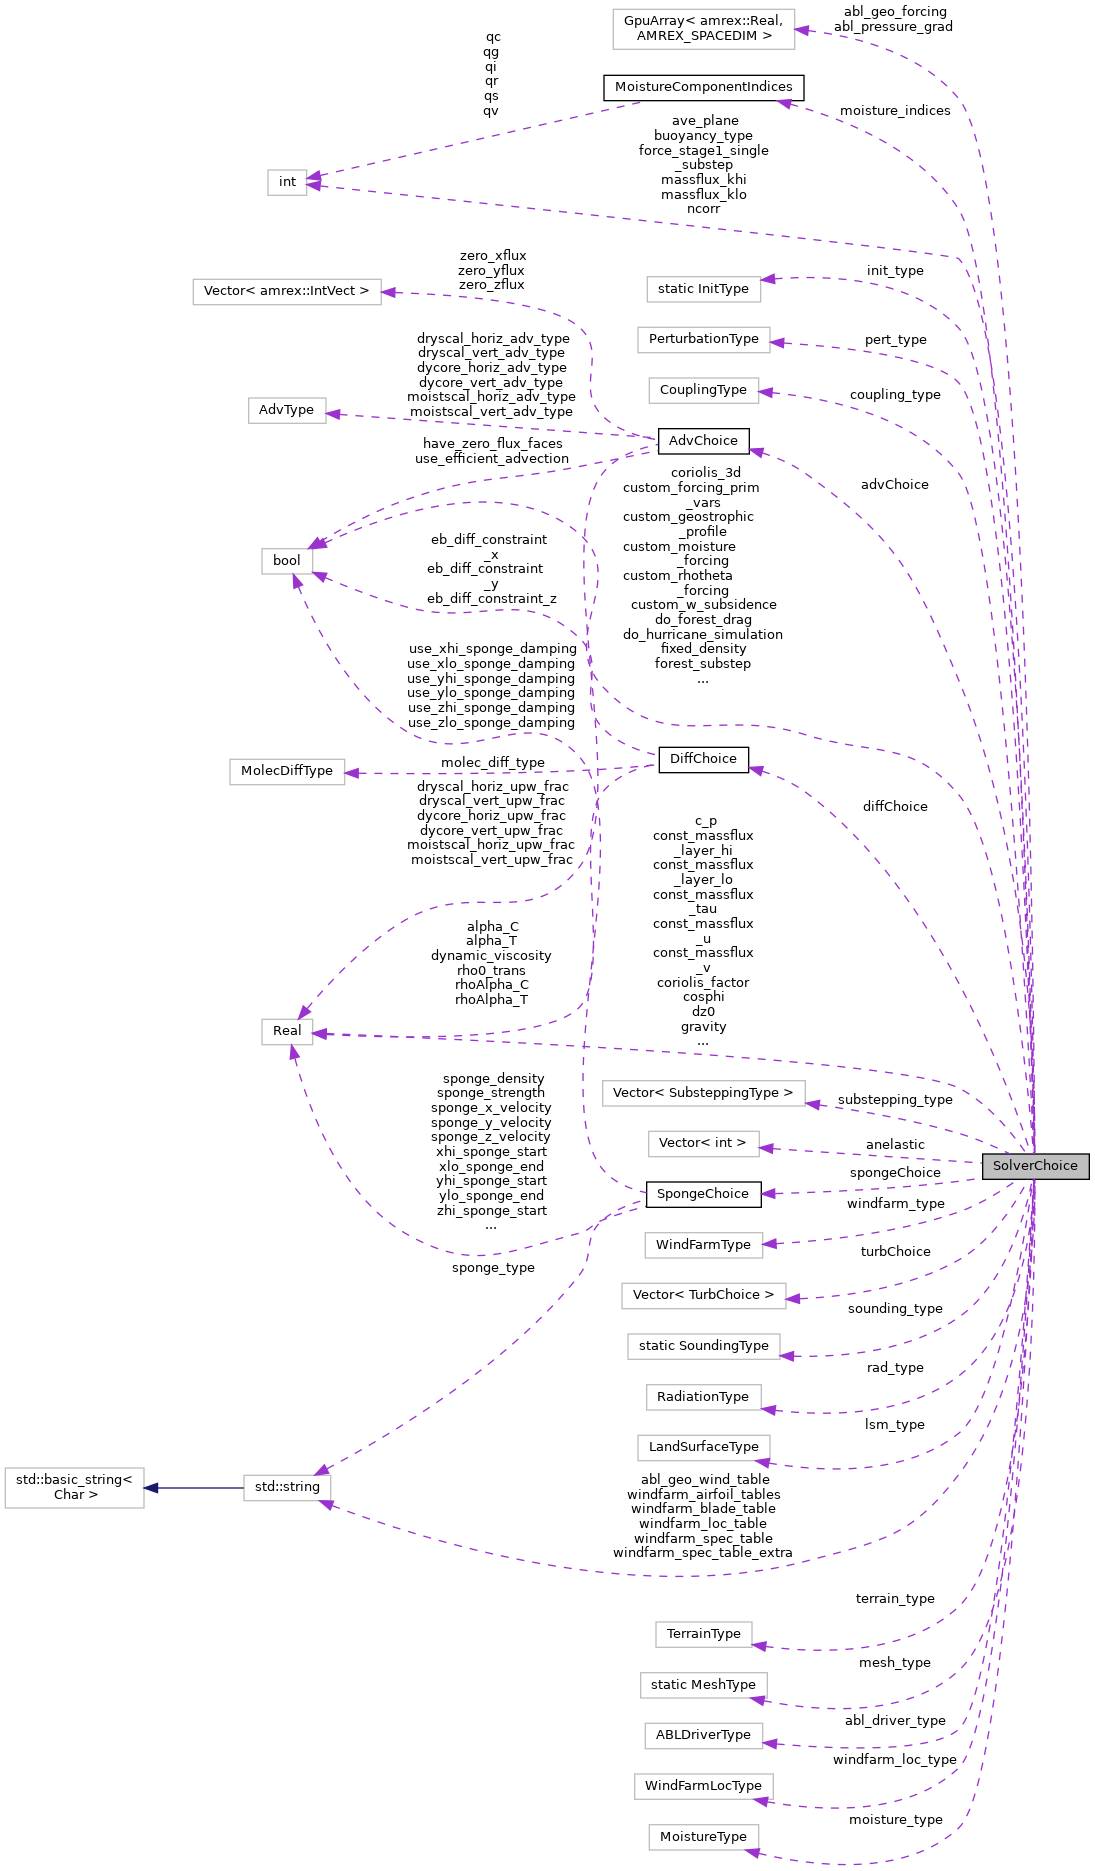 GpuArray< amrex::Real,
AMREX_SPACEDIM >
abl_geo_forcing
abl_pressure_grad
qc
qg
qi
qr
qs
qv
MoistureComponentIndices
moisture_indices
int
ave_plane
buoyancy_type
force_stage1_single
_substep
massflux_khi
massflux_klo
ncorr
zero_xflux
zero_yflux
zero_zflux
Vector< amrex::IntVect >
static InitType
init_type
PerturbationType
pert_type
dryscal_horiz_adv_type
dryscal_vert_adv_type
dycore_horiz_adv_type
dycore_vert_adv_type
moistscal_horiz_adv_type
moistscal_vert_adv_type
AdvType
CouplingType
coupling_type
AdvChoice
advChoice
have_zero_flux_faces
use_efficient_advection
coriolis_3d
custom_forcing_prim
_vars
custom_geostrophic
_profile
custom_moisture
_forcing
custom_rhotheta
_forcing
custom_w_subsidence
do_forest_drag
do_hurricane_simulation
fixed_density
forest_substep
...
bool
eb_diff_constraint
_x
eb_diff_constraint
_y
eb_diff_constraint_z
use_xhi_sponge_damping
use_xlo_sponge_damping
use_yhi_sponge_damping
use_ylo_sponge_damping
use_zhi_sponge_damping
use_zlo_sponge_damping
MolecDiffType
molec_diff_type
DiffChoice
diffChoice
dryscal_horiz_upw_frac
dryscal_vert_upw_frac
dycore_horiz_upw_frac
dycore_vert_upw_frac
moistscal_horiz_upw_frac
moistscal_vert_upw_frac
c_p
const_massflux
_layer_hi
const_massflux
_layer_lo
const_massflux
_tau
const_massflux
_u
const_massflux
_v
coriolis_factor
cosphi
dz0
gravity
...
alpha_C
alpha_T
dynamic_viscosity
rho0_trans
rhoAlpha_C
rhoAlpha_T
Real
sponge_density
sponge_strength
sponge_x_velocity
sponge_y_velocity
sponge_z_velocity
xhi_sponge_start
xlo_sponge_end
yhi_sponge_start
ylo_sponge_end
zhi_sponge_start
...
Vector< SubsteppingType >
substepping_type
Vector< int >
anelastic
SolverChoice
SpongeChoice
spongeChoice
WindFarmType
windfarm_type
sponge_type
Vector< TurbChoice >
turbChoice
static SoundingType
sounding_type
RadiationType
rad_type
LandSurfaceType
lsm_type
std::basic_string<
Char >
std::string
abl_geo_wind_table
windfarm_airfoil_tables
windfarm_blade_table
windfarm_loc_table
windfarm_spec_table
windfarm_spec_table_extra
TerrainType
terrain_type
static MeshType
mesh_type
ABLDriverType
abl_driver_type
WindFarmLocType
windfarm_loc_type
MoistureType
moisture_type